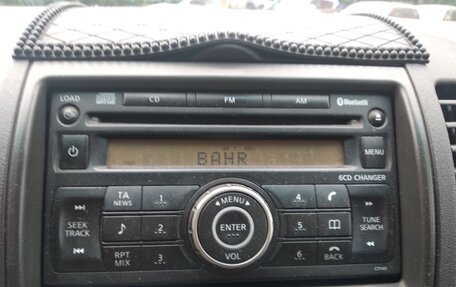 LOAD
CD
FM
AM
Bluetooth
BAHR
MENU
6CD CHANGER
TA NEWS
1
4
MENU
SEEK TRACK
2
ENTER
5
TUNE SEARCH
RPT MIX
3
VOL
6
BACK